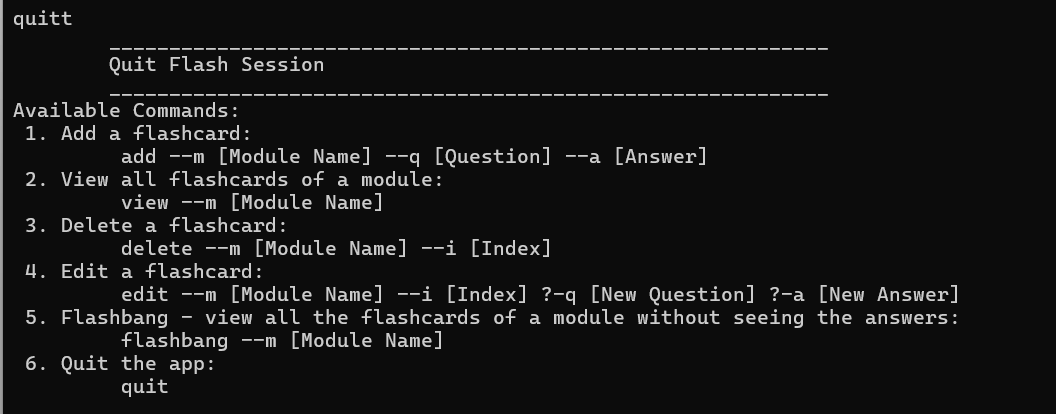 quitt
____________________________________________________________
Quit Flash Session
____________________________________________________________
Available Commands:
1. Add a flashcard:
add --m [Module Name] --q [Question] --a [Answer]
2. View all flashcards of a module:
view --m [Module Name]
3. Delete a flashcard:
delete --m [Module Name] --i [Index]
4. Edit a flashcard:
edit --m [Module Name] --i [Index] ?-q [New Question] ?-a [New Answer]
5. Flashbang - view all the flashcards of a module without seeing the answers:
flashbang --m [Module Name]
6. Quit the app:
quit